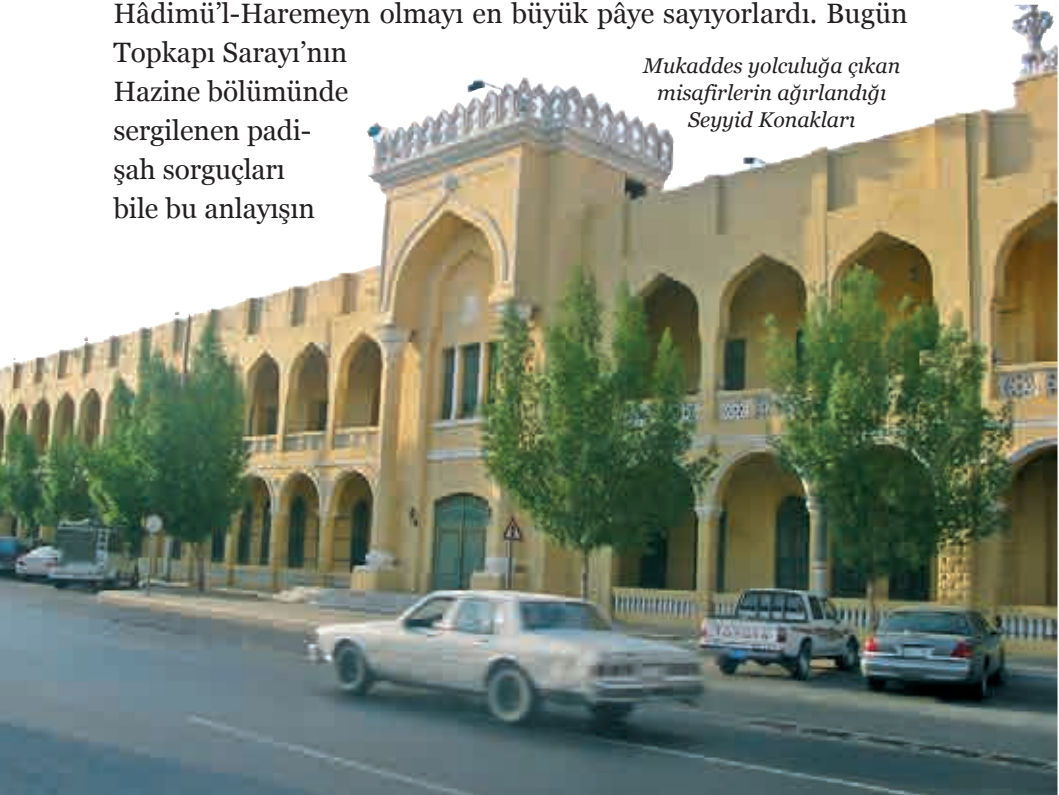 Hâdimü’l-Haremeyn olmayı en büyük pâye sayıyorlardı. Bugün
Topkapı Sarayı’nın
Hazine bölümünde
sergilenen padi-
şah sorguçları
bile bu anlayışın
Mukaddes yolculuğa çıkan
misafirlerin ağırlandığı
Seyyid Konakları
TOYOTA